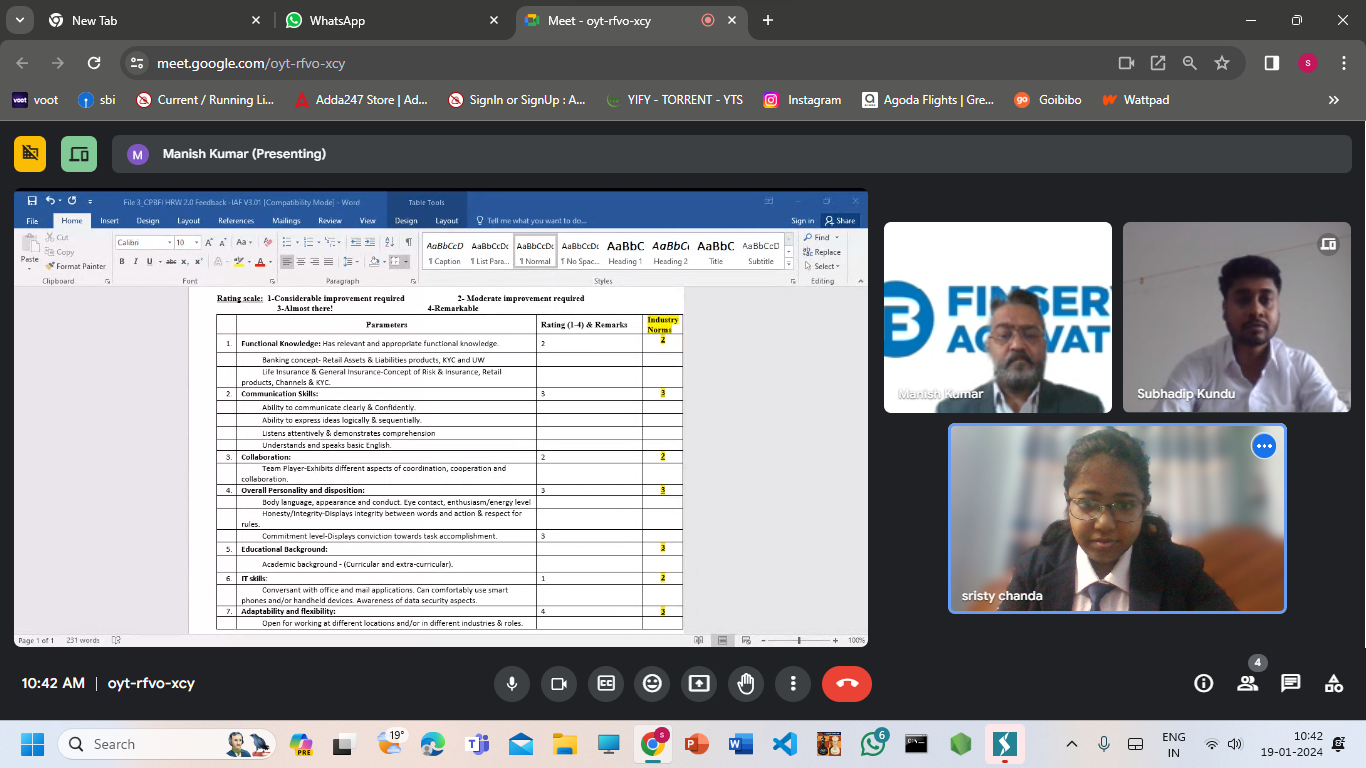 New Tab
WhatsApp
Meet - oyt-rfvo-xcy
meet.google.com/oyt-rfvo-xcy
s
voot
voot
sbi
Current / Running Li...
Adda247 Store | Ad...
SignIn or SignUp : A...
YIFY - TORRENT - YTS
Instagram
Agoda Flights | Gre...
go
Goibibo
Wattpad
M
Manish Kumar (Presenting)
File 3_CPBFI HRW 2.0 Feedback -IAF V3.01 [Compatibility Mode] - Word
Table Tools
File
Home
Insert
Design
Layout
References
Mailings
Review
View
Design
Layout
Tell me what you want to do...
Sign in
Share
Paste
Cut
Copy
Format Painter
Clipboard
Calibri
10
Font
Paragraph
AaBbCcD
¶ Caption
AaBbCcDc
¶ List Para...
AaBbCcDc
¶ Normal
AaBbCcDc
¶ No Spac...
AaBbC
Heading 1
AaBbC
Heading 2
AaBbC
Title
AaBbCcD
Subtitle
Styles
Find
Replace
Select
Editing
Rating scale: 1-Considerable improvement required 2- Moderate improvement required
3-Almost there! 4-Remarkable
Parameters Rating (1-4) & Remarks Industry Norms
1. Functional Knowledge: Has relevant and appropriate functional knowledge. 2 2
Banking concept- Retail Assets & Liabilities products, KYC and UW
Life Insurance & General Insurance-Concept of Risk & Insurance, Retail
products, Channels & KYC.
2. Communication Skills: 3 3
Ability to communicate clearly & Confidently.
Ability to express ideas logically & sequentially.
Listens attentively & demonstrates comprehension
Understands and speaks basic English.
3. Collaboration: 2 2
Team Player-Exhibits different aspects of coordination, cooperation and
collaboration.
4. Overall Personality and disposition: 3 3
Body language, appearance and conduct. Eye contact, enthusiasm/energy level
Honesty/Integrity-Displays integrity between words and action & respect for
rules.
Commitment level-Displays conviction towards task accomplishment. 3
5. Educational Background: 3
Academic background - (Curricular and extra-curricular).
6. IT skills: 1 2
Conversant with office and mail applications. Can comfortably use smart
phones and/or handheld devices. Awareness of data security aspects.
7. Adaptability and flexibility: 4 3
Open for working at different locations and/or in different industries & roles.
Page 1 of 1
231 words
100%
Manish Kumar
Subhadip Kundu
sristy chanda
10:42 AM | oyt-rfvo-xcy
4
Search
PRE
19°
s
6
ENG
IN
10:42
19-01-2024